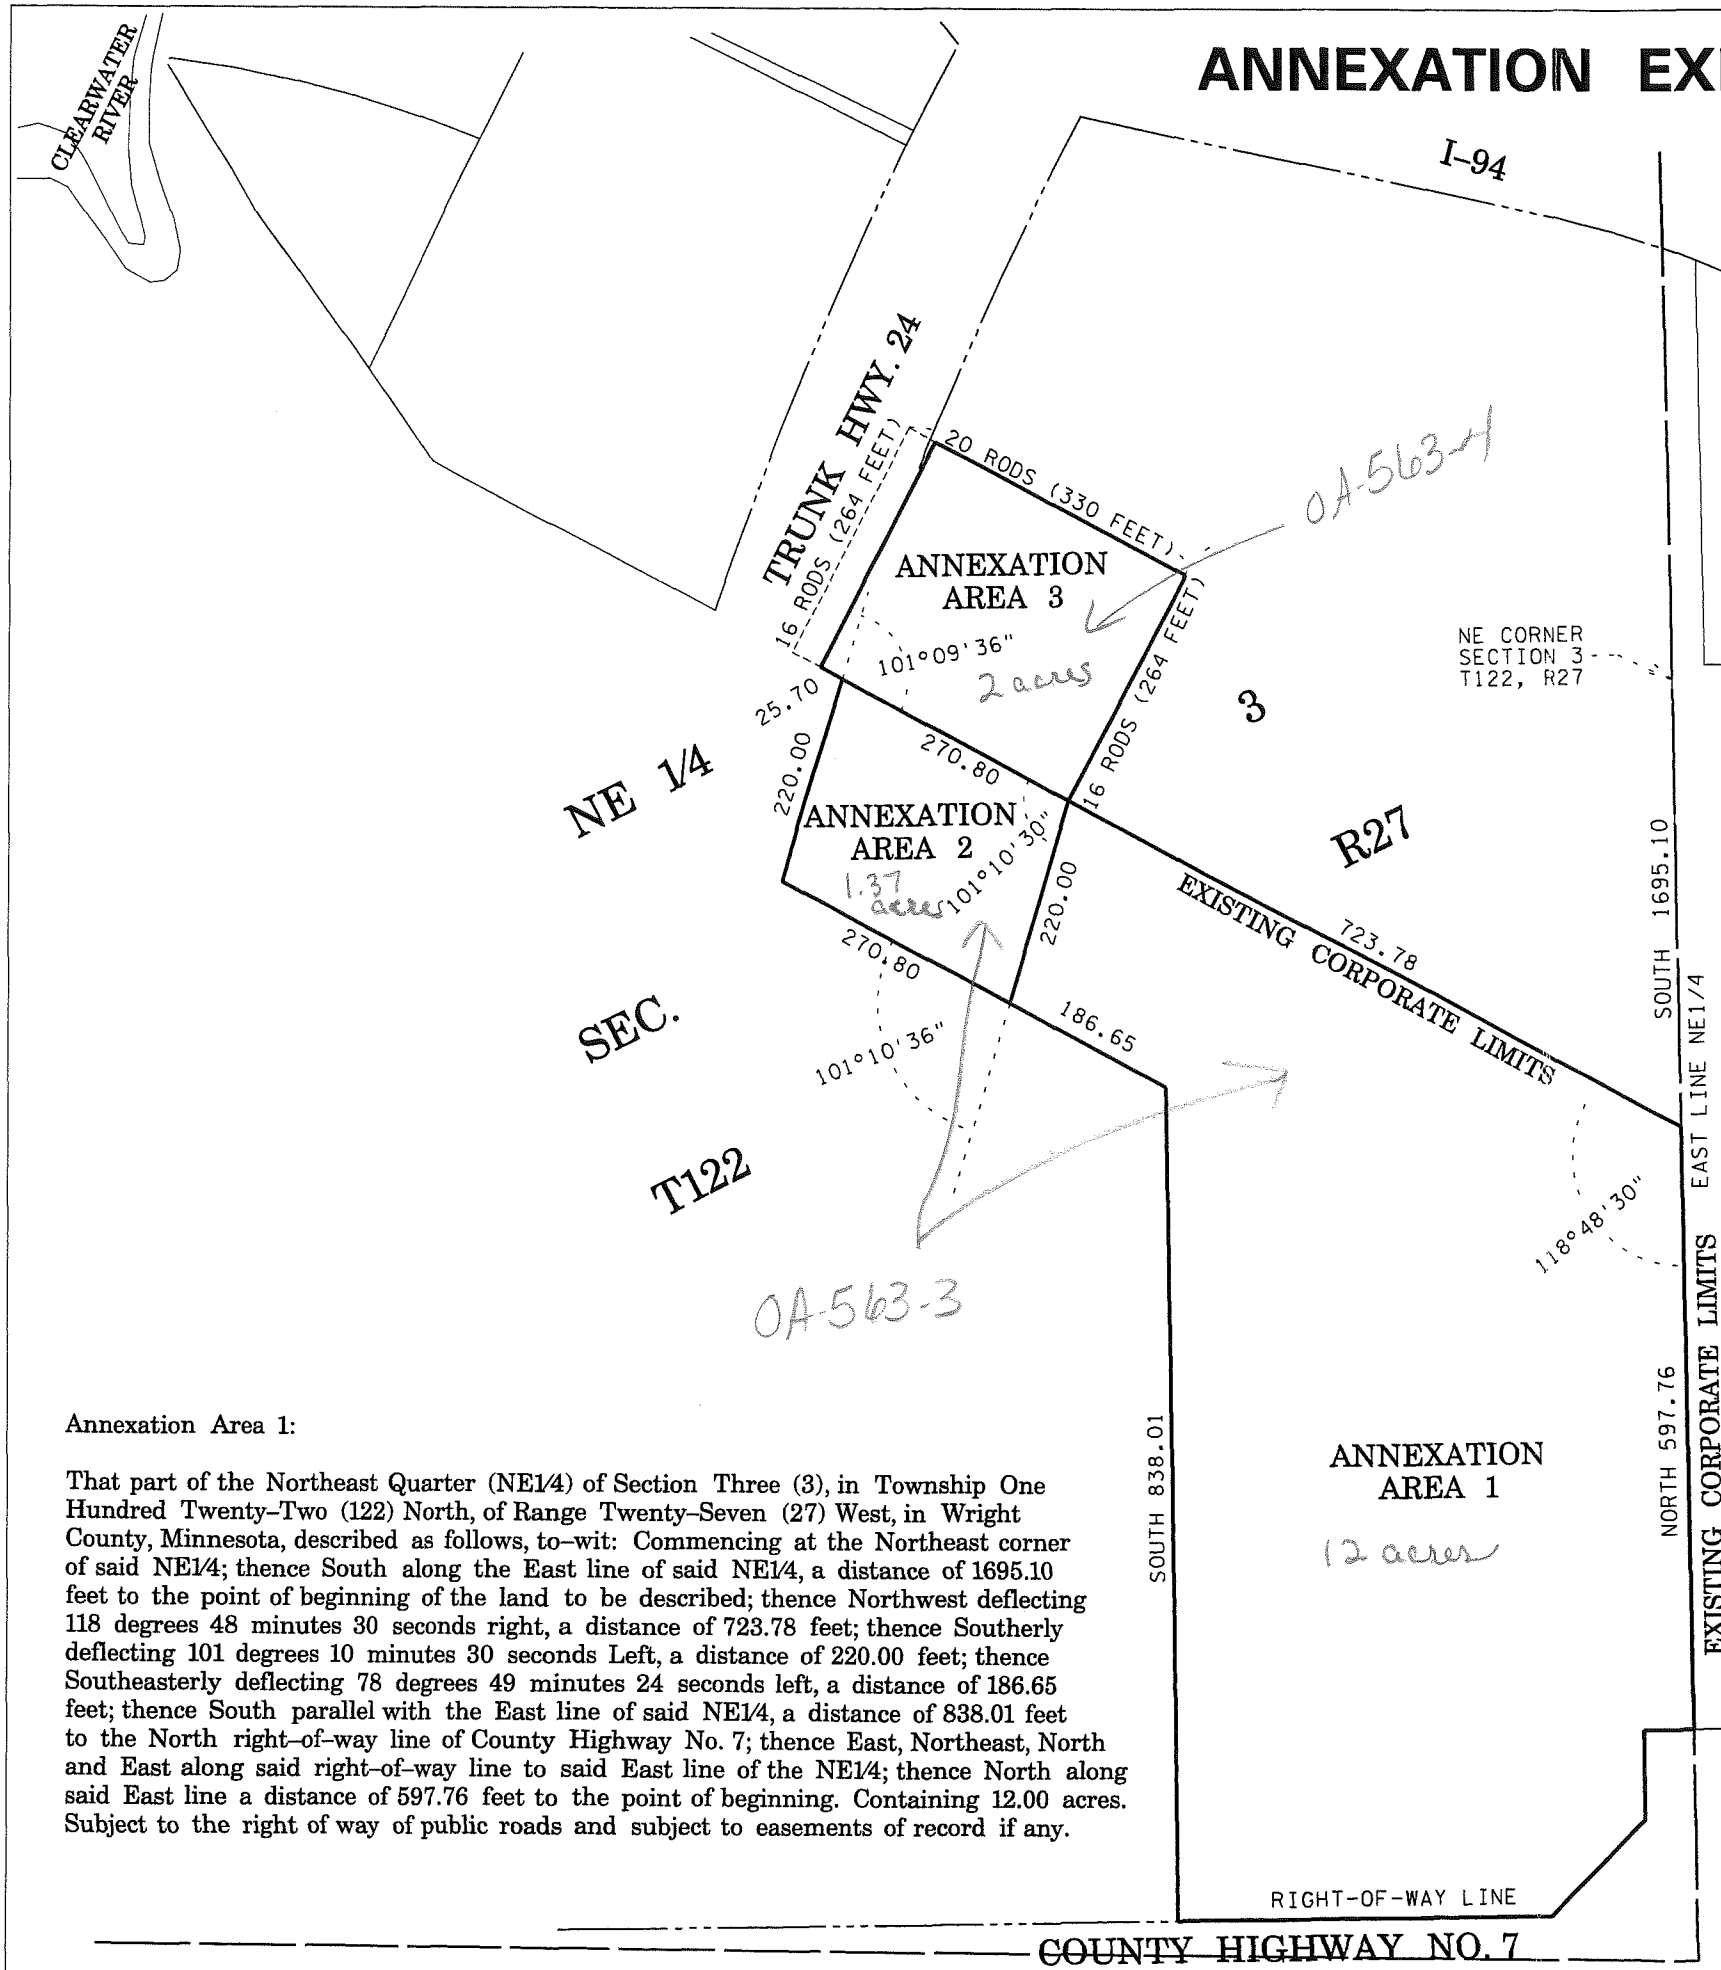 ANNEXATION EX
CLEARWATER
RIVER
I-94
TRUNK HWY. 24
16 RODS (264 FEET)
20 RODS (330 FEET)
OA-563-4
ANNEXATION
AREA 3
101°09'36"
2 acres
16 RODS (264 FEET)
NE CORNER
SECTION 3
T122, R27
25.70
3
NE 1/4
220.00
270.80
ANNEXATION
AREA 2
1.37
acres
101°10'30"
220.00
R27
SOUTH 1695.10
EAST LINE NE1/4
723.78
EXISTING CORPORATE LIMITS
270.80
SEC.
101°10'36"
186.65
T122
118°48'30"
OA-563-3
EXISTING CORPORATE LIMITS
NORTH 597.76
SOUTH 838.01
ANNEXATION
AREA 1
12 acres
Annexation Area 1:
That part of the Northeast Quarter (NE1/4) of Section Three (3), in Township One
Hundred Twenty-Two (122) North, of Range Twenty-Seven (27) West, in Wright
County, Minnesota, described as follows, to-wit: Commencing at the Northeast corner
of said NE1/4; thence South along the East line of said NE1/4, a distance of 1695.10
feet to the point of beginning of the land to be described; thence Northwest deflecting
118 degrees 48 minutes 30 seconds right, a distance of 723.78 feet; thence Southerly
deflecting 101 degrees 10 minutes 30 seconds Left, a distance of 220.00 feet; thence
Southeasterly deflecting 78 degrees 49 minutes 24 seconds left, a distance of 186.65
feet; thence South parallel with the East line of said NE1/4, a distance of 838.01 feet
to the North right-of-way line of County Highway No. 7; thence East, Northeast, North
and East along said right-of-way line to said East line of the NE1/4; thence North along
said East line a distance of 597.76 feet to the point of beginning. Containing 12.00 acres.
Subject to the right of way of public roads and subject to easements of record if any.
RIGHT-OF-WAY LINE
COUNTY HIGHWAY NO. 7